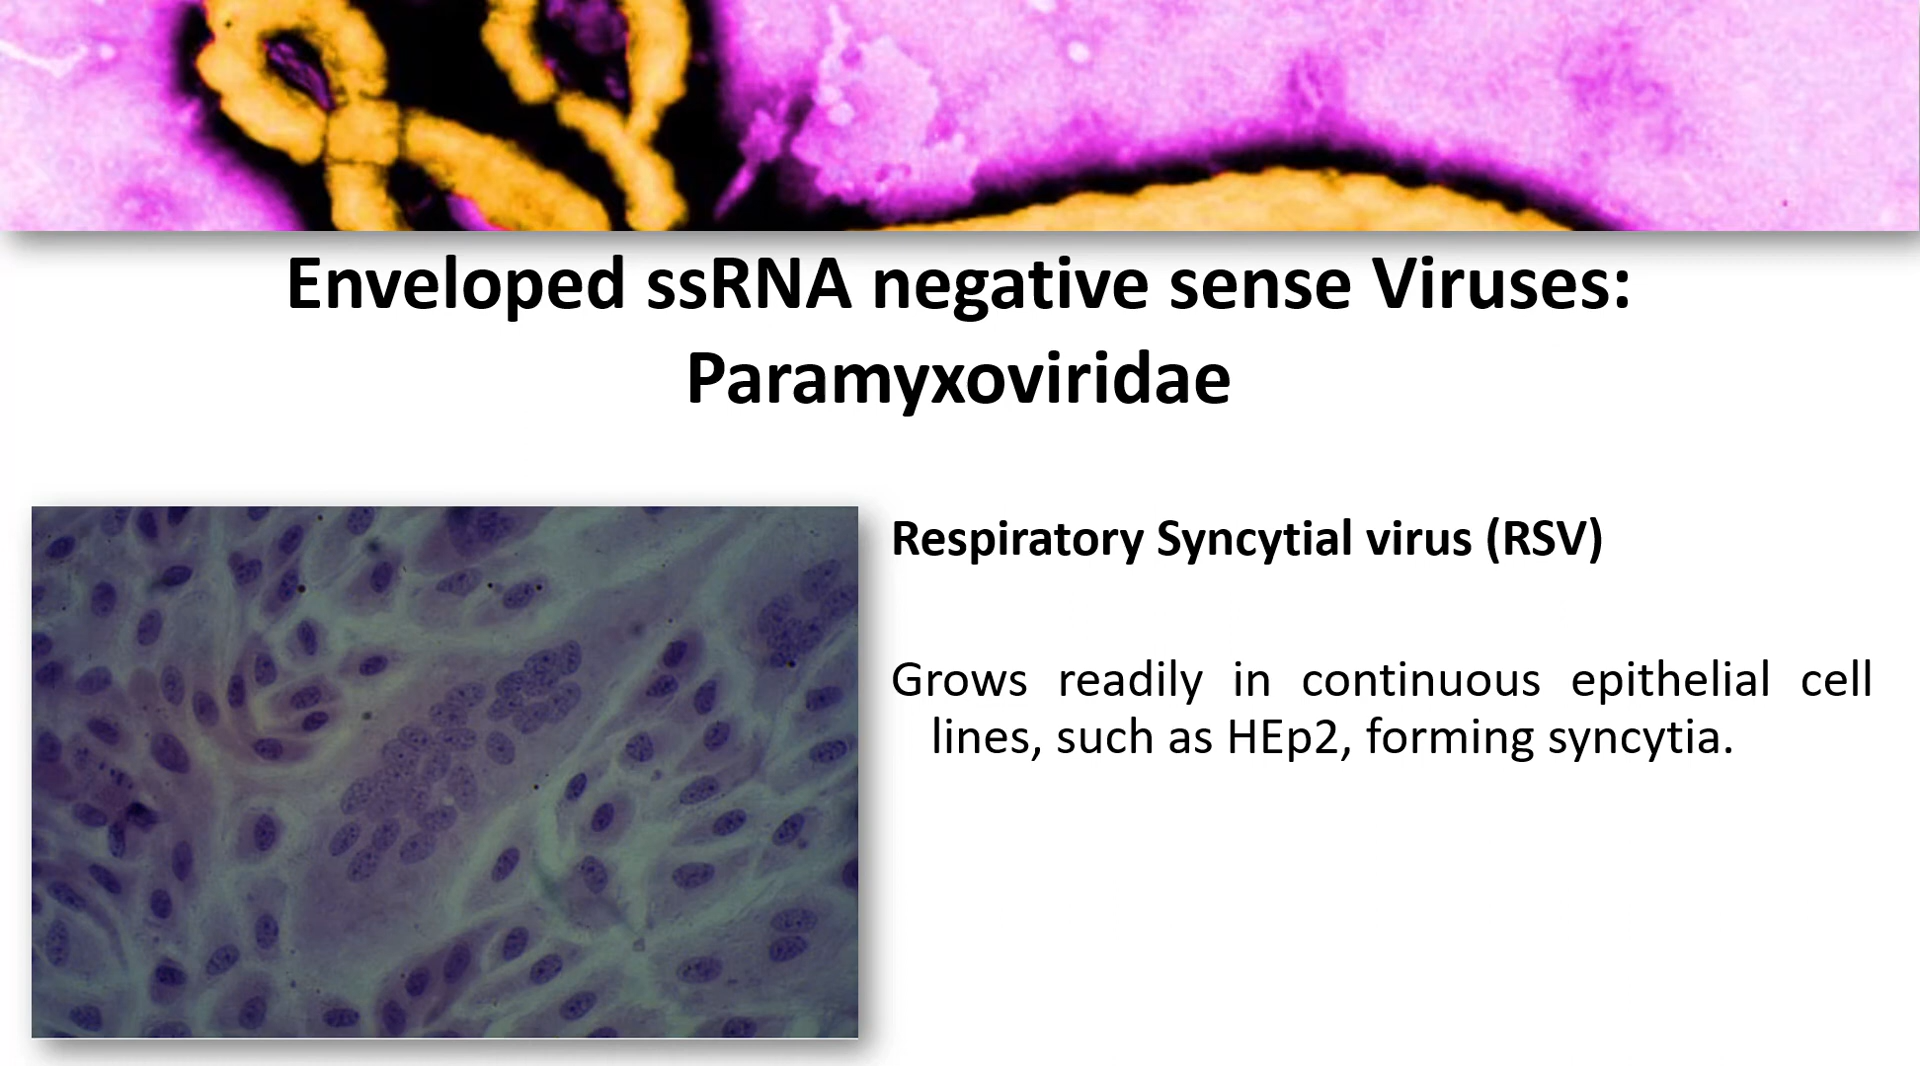 Enveloped ssRNA negative sense Viruses:
Paramyxoviridae
Respiratory Syncytial virus (RSV)
Grows readily in continuous epithelial cell
lines, such as HEp2, forming syncytia.